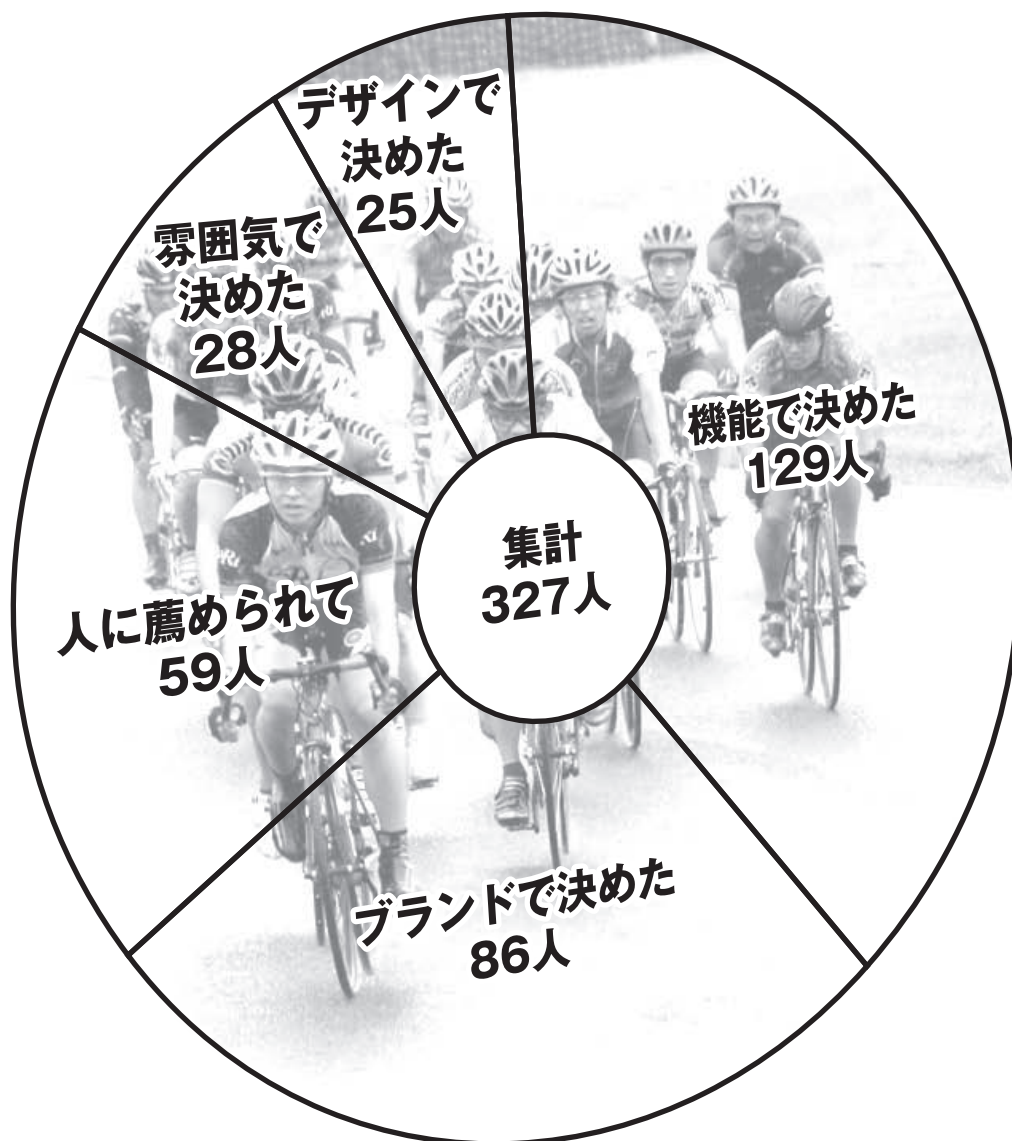 デザインで
決めた
25人
雰囲気で
決めた
28人
機能で決めた
129人
集計
327人
人に薦められて
59人
ブランドで決めた
86人